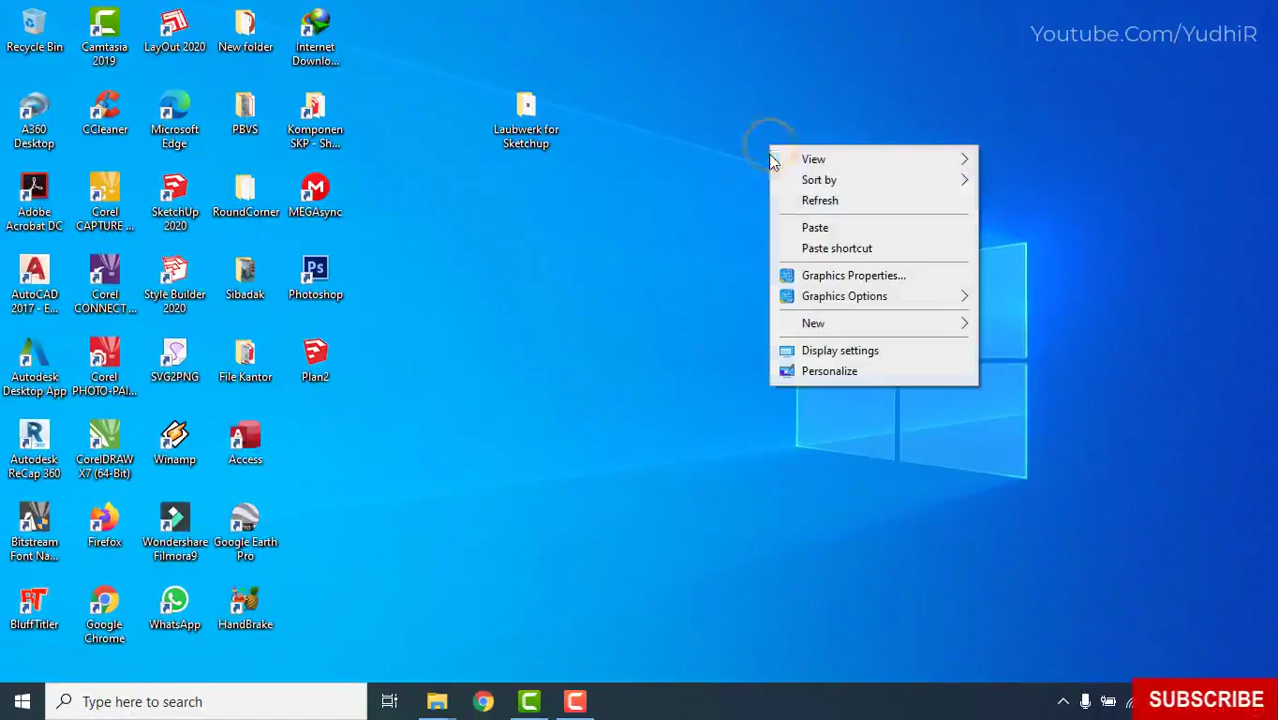 Youtube.Com/YudhiR
Recycle Bin
Camtasia
2019
LayOut 2020
New folder
Internet
Downlo...
A360
Desktop
CCleaner
Microsoft
Edge
PBVS
Komponen
SKP - Sh...
Laubwerk for
Sketchup
Adobe
Acrobat DC
Corel
CAPTURE ...
SketchUp
2020
RoundCorner
MEGAsync
AutoCAD
2017 - E...
Corel
CONNECT...
Style Builder
2020
Sibadak
Photoshop
Autodesk
Desktop App
Corel
PHOTO-PAI...
SVG2PNG
File Kantor
Plan2
Autodesk
ReCap 360
CorelDRAW
X7 (64-Bit)
Winamp
Access
Bitstream
Font Na...
Firefox
Wondershare
Filmora9
Google Earth
Pro
BluffTitler
Google
Chrome
WhatsApp
HandBrake
View
Sort by
Refresh
Paste
Paste shortcut
Graphics Properties...
Graphics Options
New
Display settings
Personalize
Type here to search
SUBSCRIBE